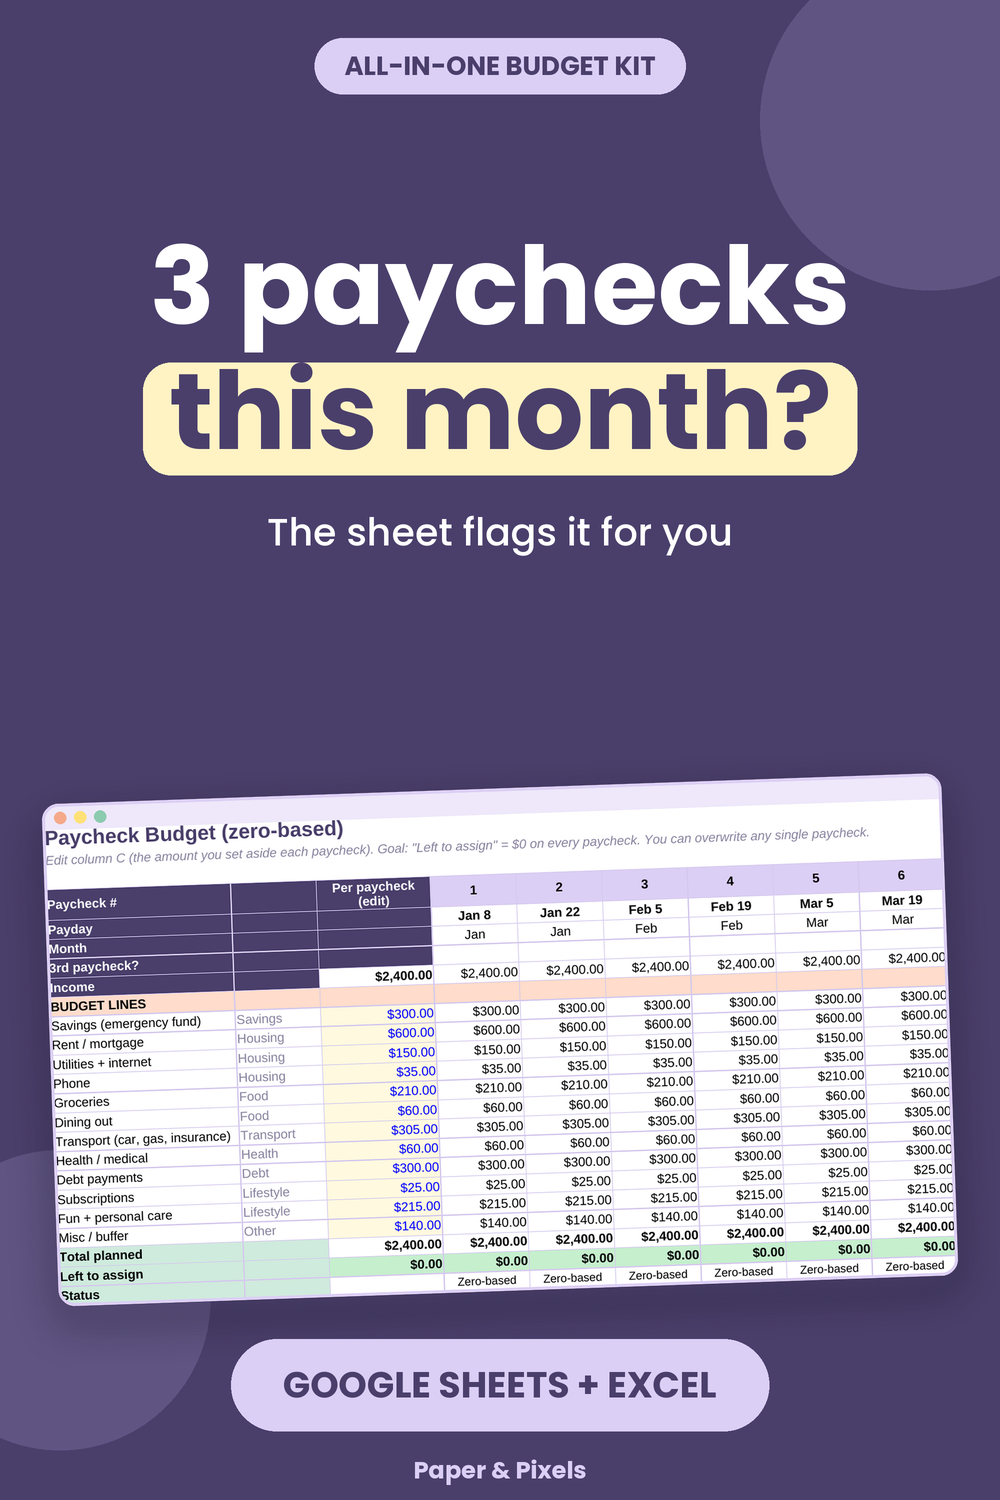 ALL-IN-ONE BUDGET KIT
3 paychecks
this month?
The sheet flags it for you
Paycheck Budget (zero-based)
Edit column C (the amount you set aside each paycheck). Goal: "Left to assign" = $0 on every paycheck. You can overwrite any single paycheck.
Paycheck # Per paycheck (edit) 1 2 3 4 5 6
Payday Jan 8 Jan 22 Feb 5 Feb 19 Mar 5 Mar 19
Month Jan Jan Feb Feb Mar Mar
3rd paycheck?
Income $2,400.00 $2,400.00 $2,400.00 $2,400.00 $2,400.00 $2,400.00 $2,400.00
BUDGET LINES
Savings (emergency fund) Savings $300.00 $300.00 $300.00 $300.00 $300.00 $300.00 $300.00
Rent / mortgage Housing $600.00 $600.00 $600.00 $600.00 $600.00 $600.00 $600.00
Utilities + internet Housing $150.00 $150.00 $150.00 $150.00 $150.00 $150.00 $150.00
Phone Housing $35.00 $35.00 $35.00 $35.00 $35.00 $35.00 $35.00
Groceries Food $210.00 $210.00 $210.00 $210.00 $210.00 $210.00 $210.00
Dining out Food $60.00 $60.00 $60.00 $60.00 $60.00 $60.00 $60.00
Transport (car, gas, insurance) Transport $305.00 $305.00 $305.00 $305.00 $305.00 $305.00 $305.00
Health / medical Health $60.00 $60.00 $60.00 $60.00 $60.00 $60.00 $60.00
Debt payments Debt $300.00 $300.00 $300.00 $300.00 $300.00 $300.00 $300.00
Subscriptions Lifestyle $25.00 $25.00 $25.00 $25.00 $25.00 $25.00 $25.00
Fun + personal care Lifestyle $215.00 $215.00 $215.00 $215.00 $215.00 $215.00 $215.00
Misc / buffer Other $140.00 $140.00 $140.00 $140.00 $140.00 $140.00 $140.00
Total planned $2,400.00 $2,400.00 $2,400.00 $2,400.00 $2,400.00 $2,400.00 $2,400.00
Left to assign $0.00 $0.00 $0.00 $0.00 $0.00 $0.00 $0.00
Status Zero-based Zero-based Zero-based Zero-based Zero-based Zero-based
GOOGLE SHEETS + EXCEL
Paper & Pixels